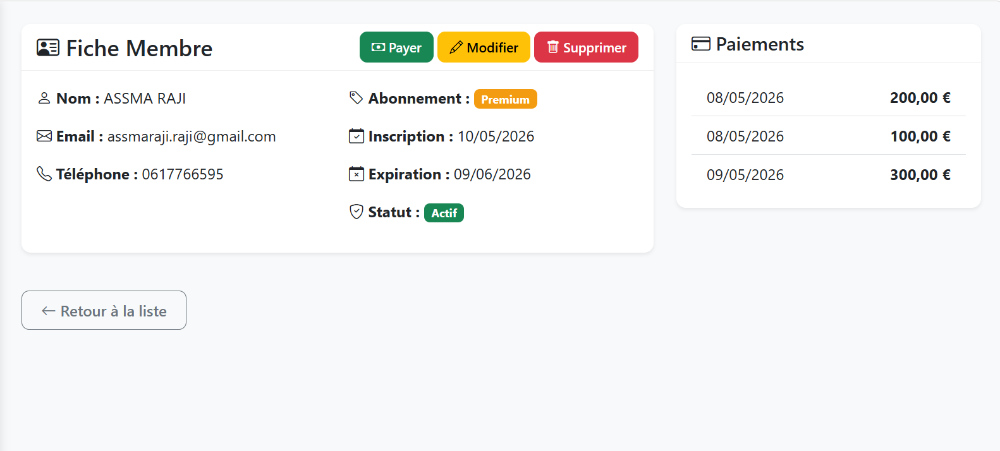 Fiche Membre
Payer
Modifier
Supprimer
Nom : ASSMA RAJI
Email : assmaraji.raji@gmail.com
Téléphone : 0617766595
Abonnement : Premium
Inscription : 10/05/2026
Expiration : 09/06/2026
Statut : Actif
Paiements
08/05/2026 200,00 €
08/05/2026 100,00 €
09/05/2026 300,00 €
← Retour à la liste